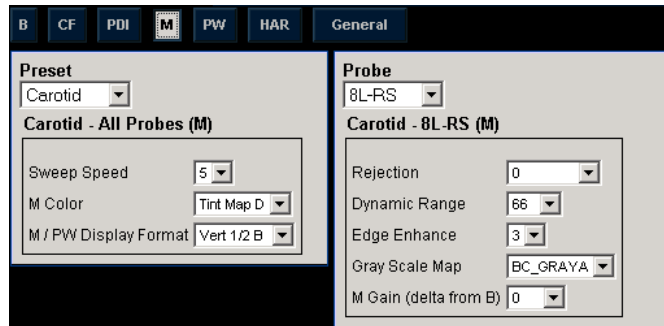 B CF PDI M PW HAR General
Preset
Carotid
Carotid - All Probes (M)
Sweep Speed 5
M Color Tint Map D
M / PW Display Format Vert 1/2 B
Probe
8L-RS
Carotid - 8L-RS (M)
Rejection 0
Dynamic Range 66
Edge Enhance 3
Gray Scale Map BC_GRAYA
M Gain (delta from B) 0